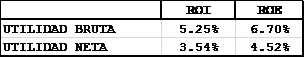 ROI ROE
UTILIDAD BRUTA 5.25% 6.70%
UTILIDAD NETA 3.54% 4.52%